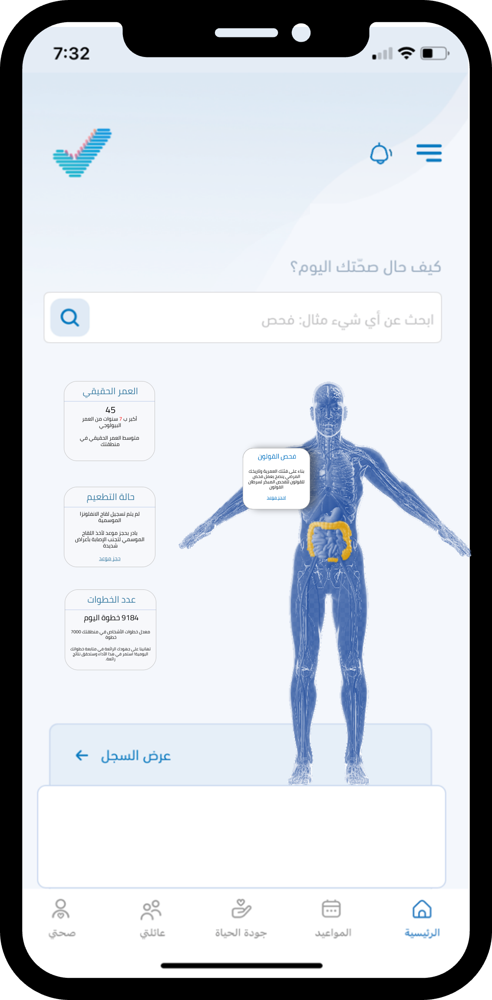 7:32
كيف حال صحّتك اليوم؟
ابحث عن أي شيء مثال: فحص
العمر الحقيقي
45
أكبر ب 7 سنوات من العمر
البيولوجي
متوسط العمر الحقيقي في
منطقتك
فحص القولون
بناء على فئتك العمرية وتاريخك
المرضي ينصح بعمل فحص
للقولون للفحص المبكر لسرطان
القولون
احجز موعد
حالة التطعيم
لم يتم تسجيل لقاح الانفلونزا
الموسمية
بادر بحجز موعد لأخذ اللقاح
الموسمي لتجنب الإصابة بأعراض
شديدة
حجز موعد
عدد الخطوات
9184 خطوة اليوم
معدل خطوات الأشخاص في منطقتك 7000
خطوة
تهانينا على جهودك الرائعة في متابعة خطواتك
اليومية! استمر في هذا الأداء وستحقق نتائج
رائعة.
عرض السجل
الرئيسية
المواعيد
جودة الحياة
عائلتي
صحتي